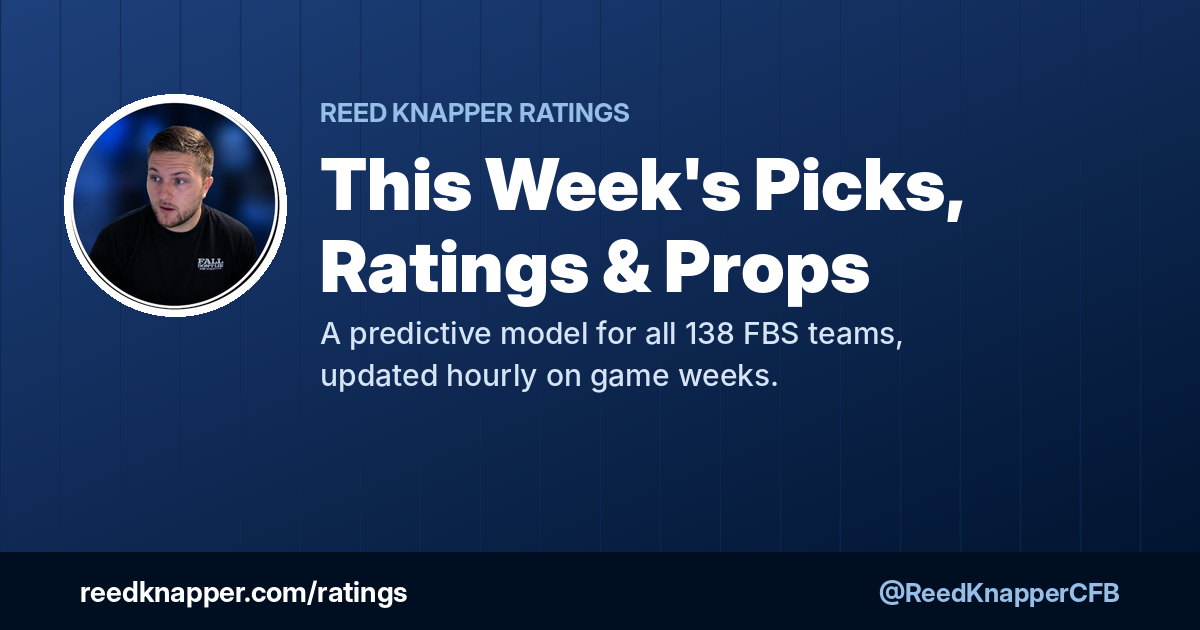 REED KNAPPER RATINGS
This Week's Picks,
Ratings & Props
A predictive model for all 138 FBS teams,
updated hourly on game weeks.
FALL
reedknapper.com/ratings
@ReedKnapperCFB